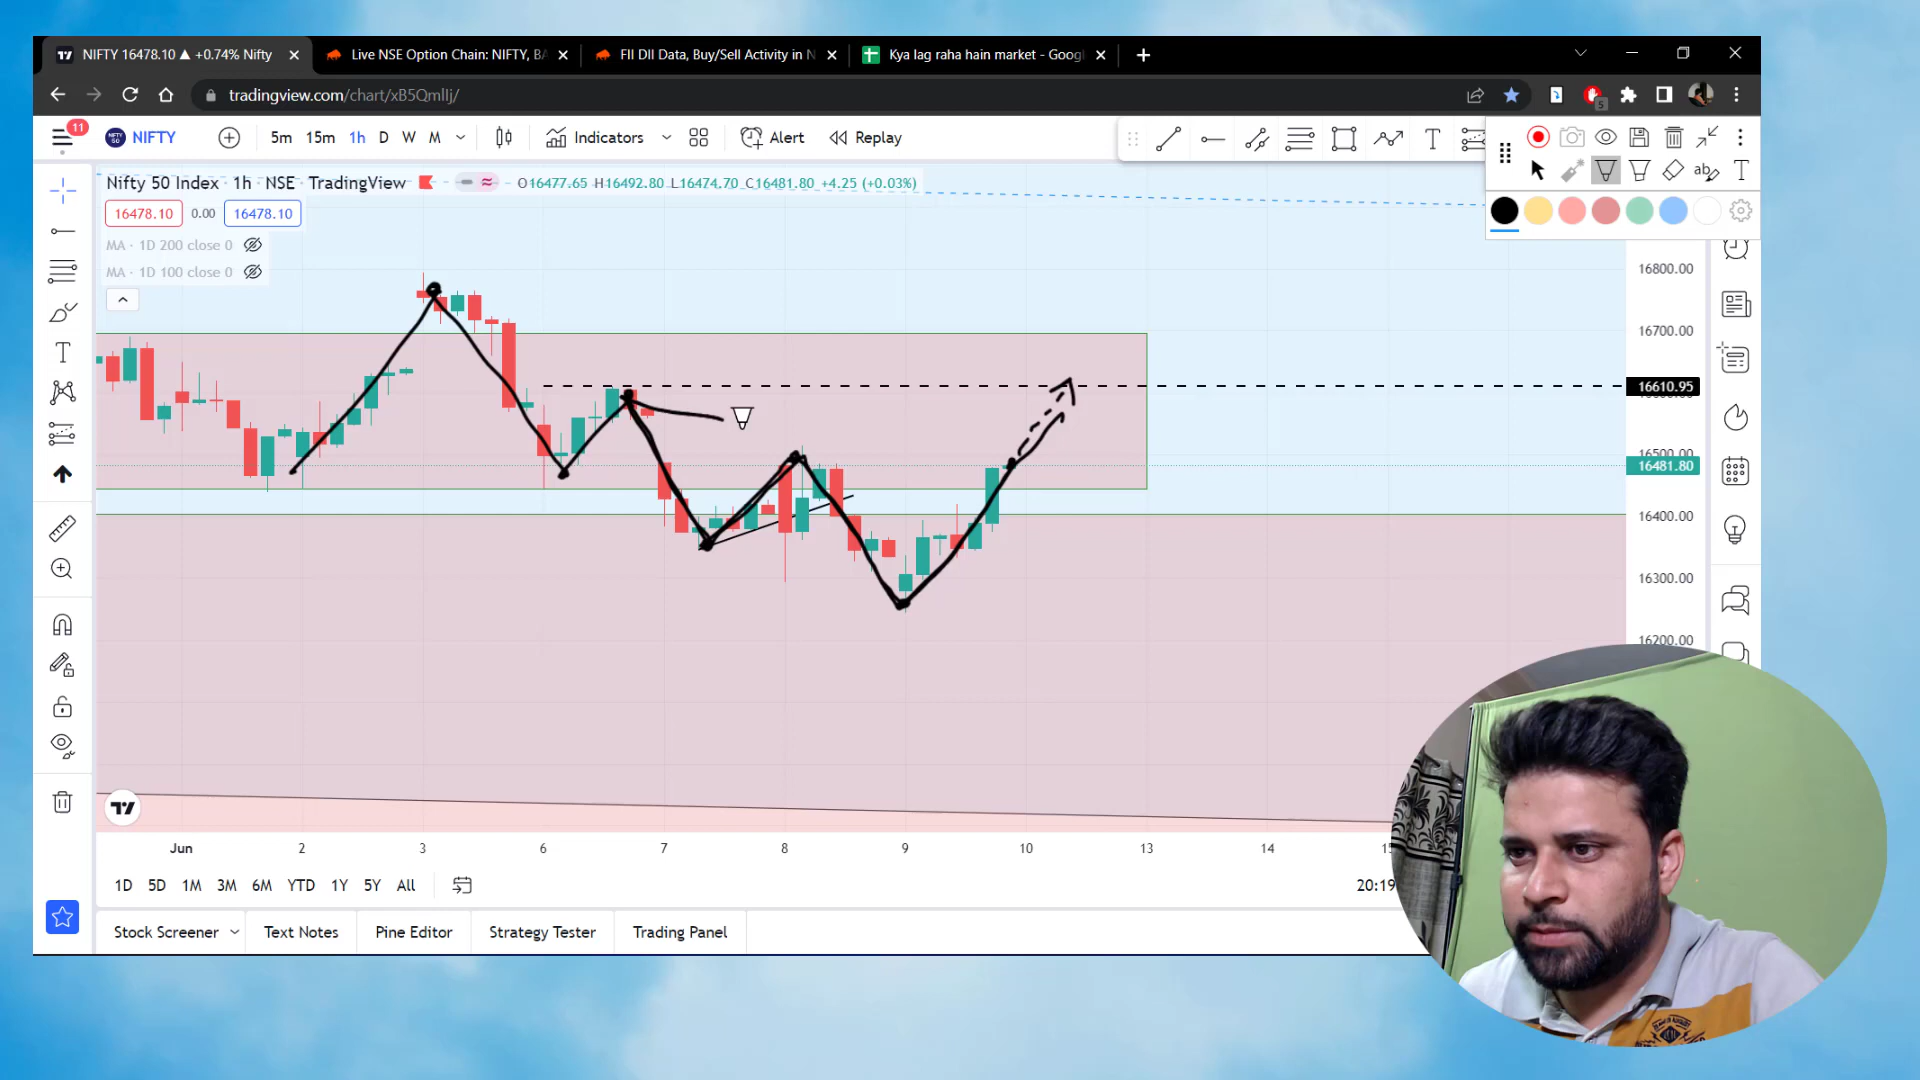 NIFTY 16478.10 ▲ +0.74% Nifty
Live NSE Option Chain: NIFTY, BA
FII DII Data, Buy/Sell Activity in N
Kya lag raha hain market - Goog
tradingview.com/chart/xB5QmlIj/
5
11
NIFTY
5m 15m 1h D W M
Indicators
Alert
Replay
T
ab
T
Nifty 50 Index · 1h · NSE · TradingView
O16477.65 H16492.80 L16474.70 C16481.80 +4.25 (+0.03%)
16478.10 0.00 16478.10
MA · 1D 200 close 0
MA · 1D 100 close 0
16800.00
16700.00
16610.95
16481.80
16400.00
16300.00
16200.00
Jun 2 3 6 7 8 9 10 13 14
1D 5D 1M 3M 6M YTD 1Y 5Y All
20:19
Stock Screener Text Notes Pine Editor Strategy Tester Trading Panel